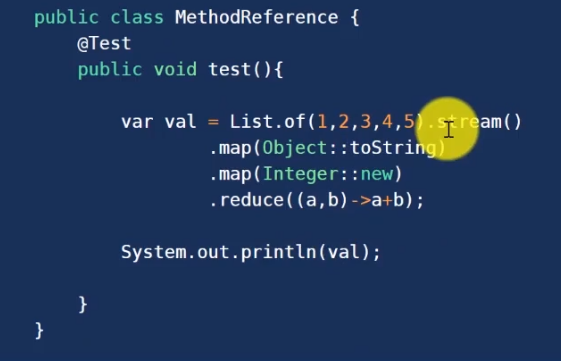 public class MethodReference {
@Test
public void test(){
var val = List.of(1,2,3,4,5).stream()
.map(Object::toString)
.map(Integer::new)
.reduce((a,b)->a+b);
System.out.println(val);
}
}